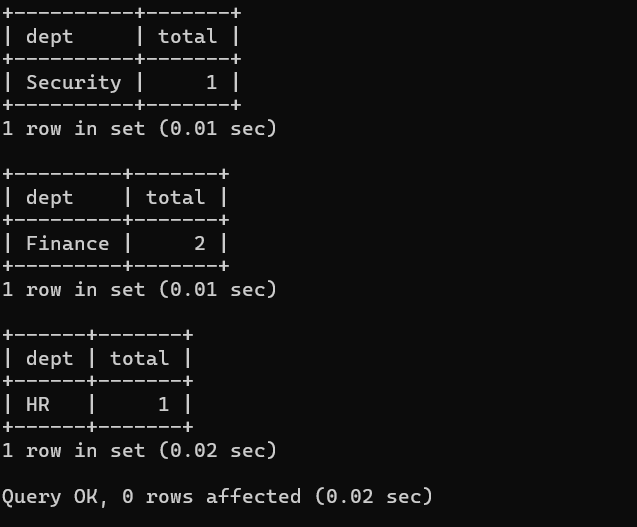 +----------+-------+
| dept     | total |
+----------+-------+
| Security |     1 |
+----------+-------+
1 row in set (0.01 sec)

+---------+-------+
| dept    | total |
+---------+-------+
| Finance |     2 |
+---------+-------+
1 row in set (0.01 sec)

+------+-------+
| dept | total |
+------+-------+
| HR   |     1 |
+------+-------+
1 row in set (0.02 sec)

Query OK, 0 rows affected (0.02 sec)